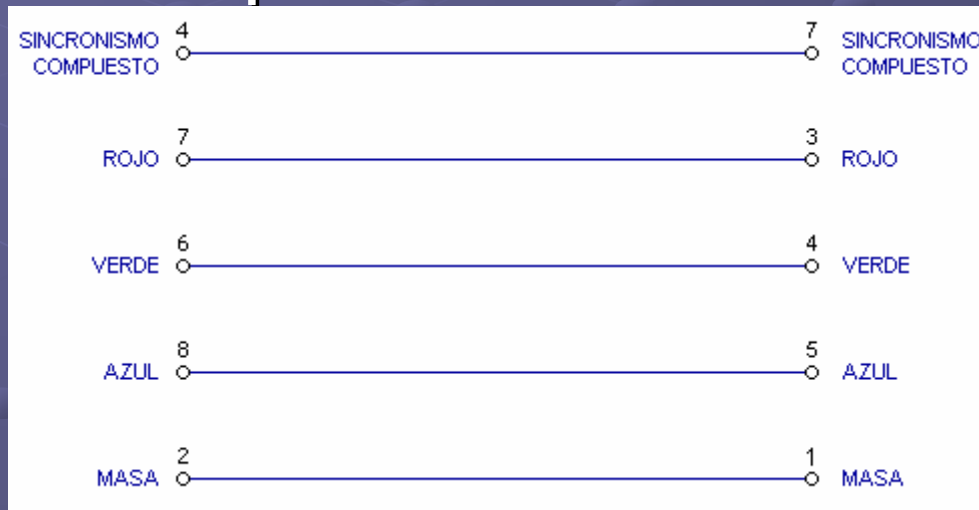 SINCRONISMO 4 7 SINCRONISMO
COMPUESTO COMPUESTO
7 3
ROJO ROJO
6 4
VERDE VERDE
8 5
AZUL AZUL
2 1
MASA MASA